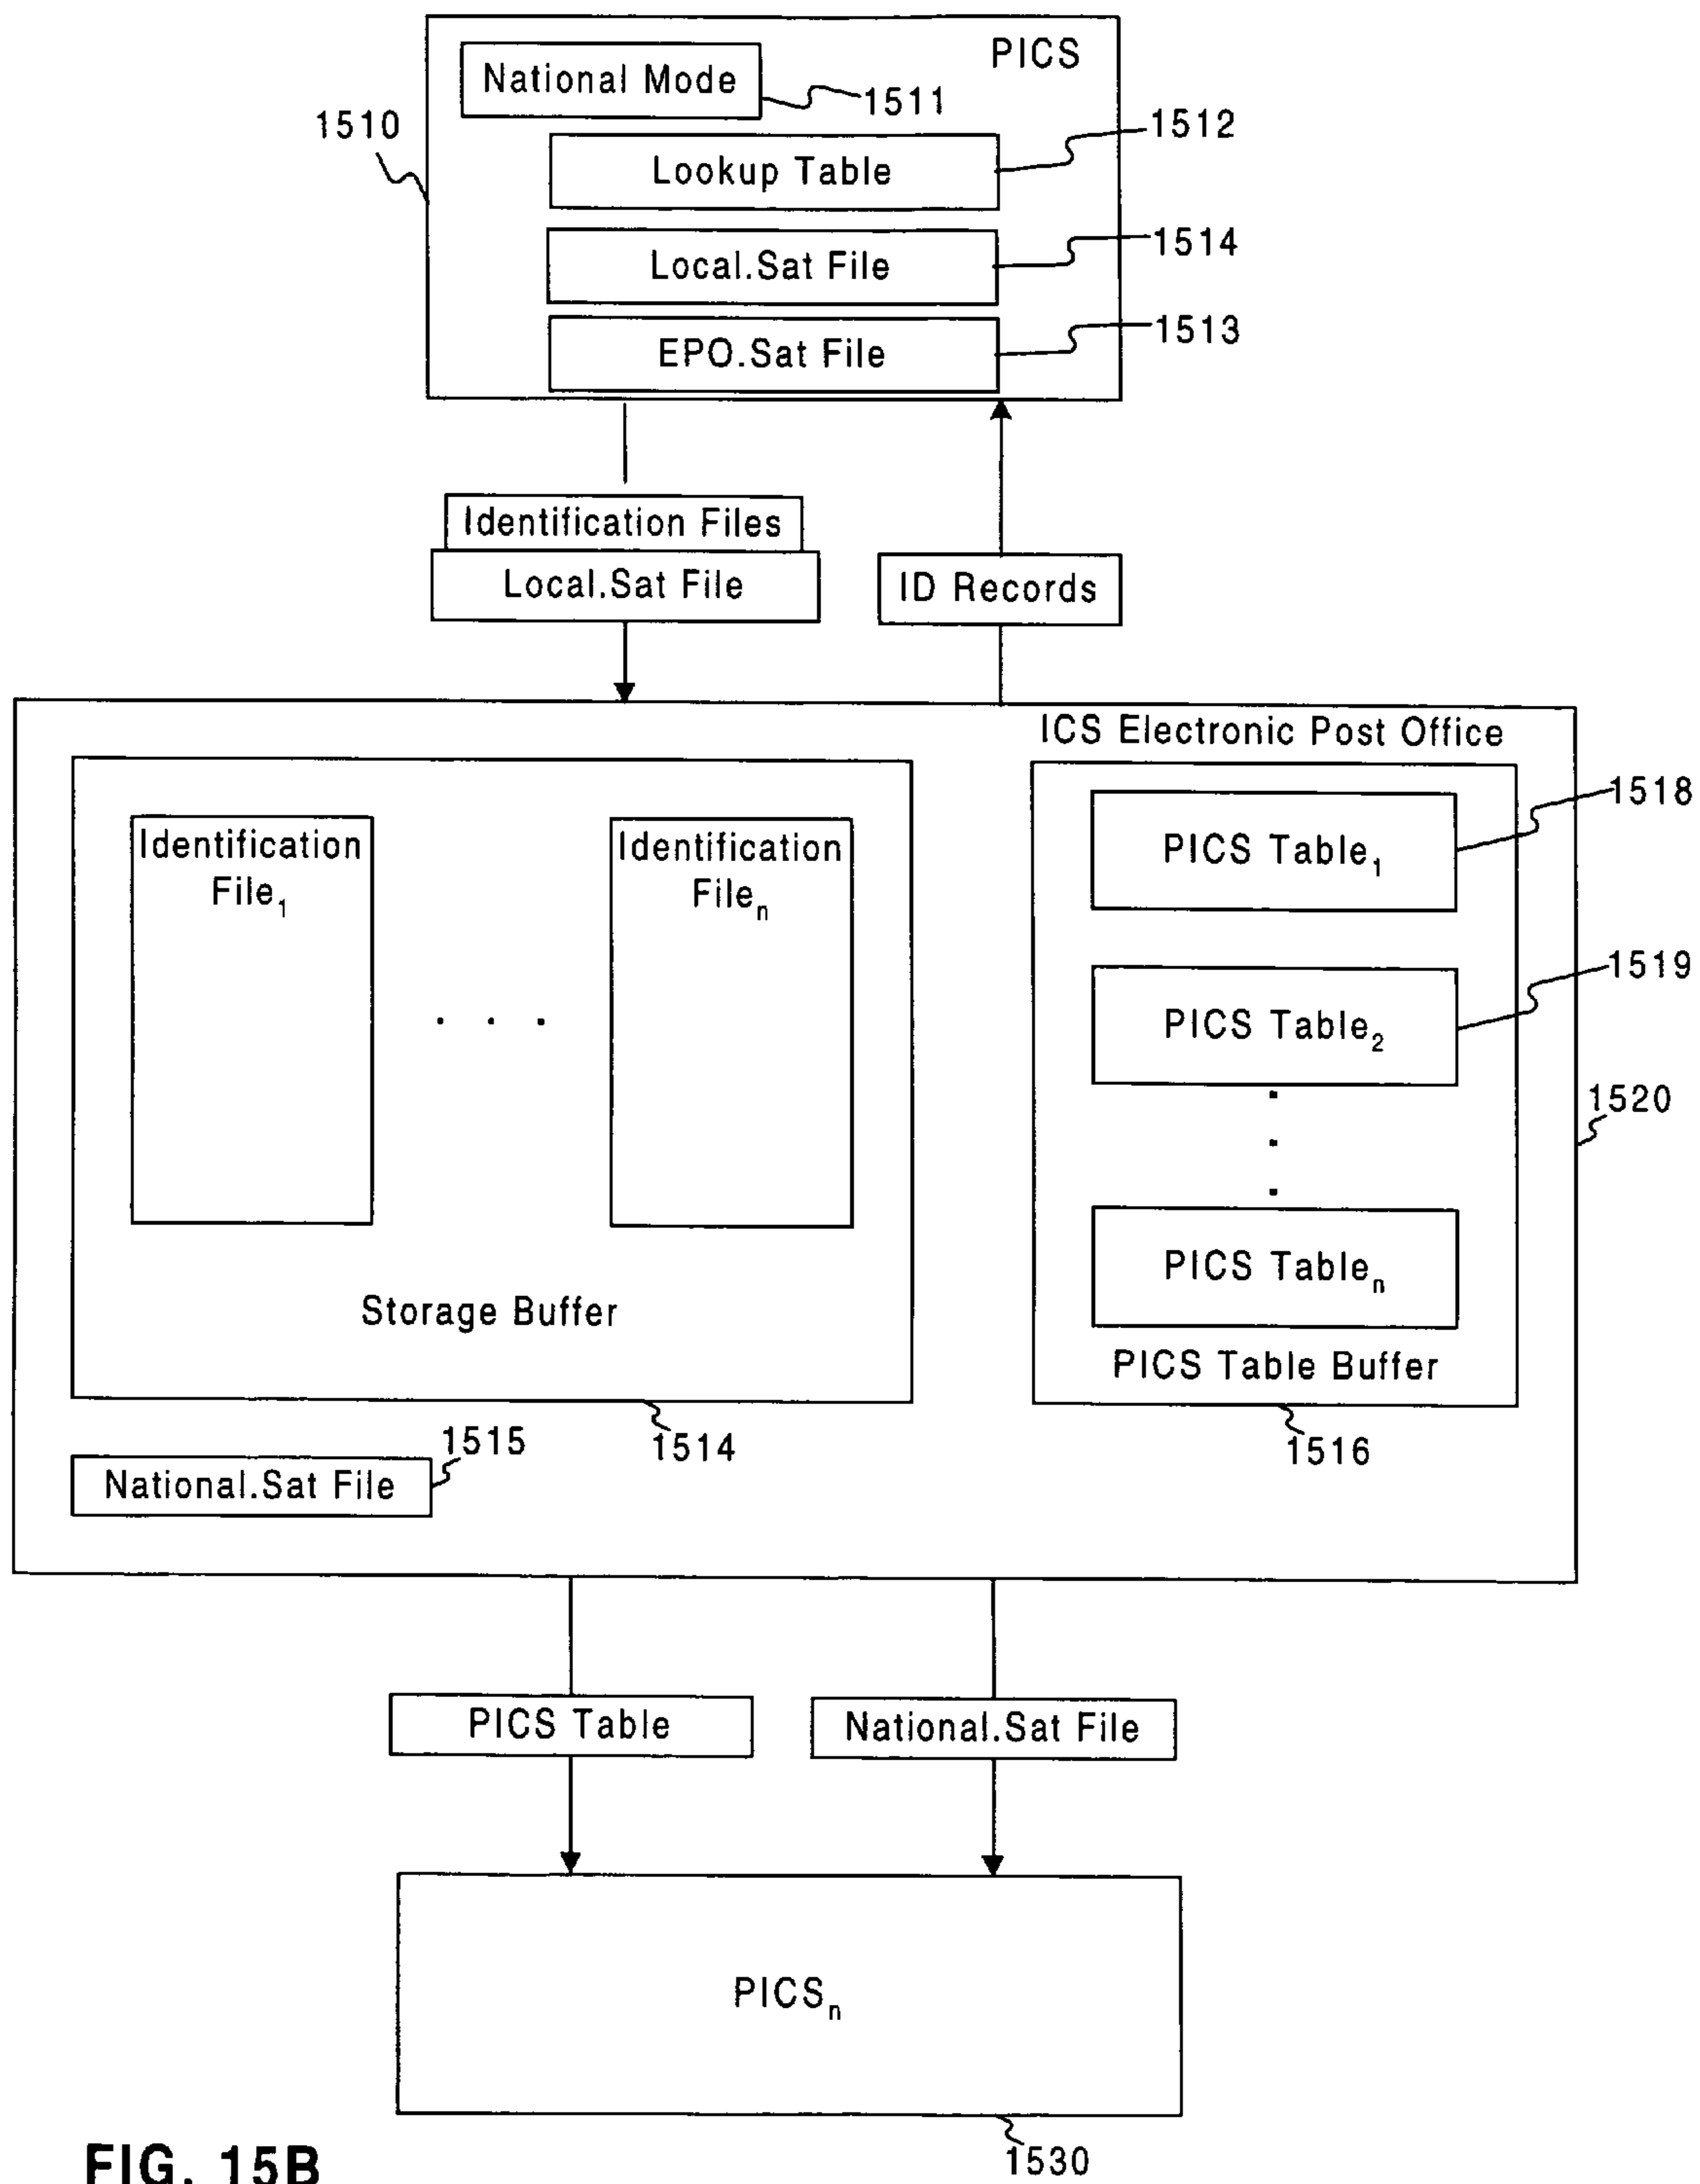 PICS
National Mode
1511
1510
1512
Lookup Table
1514
Local.Sat File
1513
EPO.Sat File
Identification Files
Local.Sat File
ID Records
ICS Electronic Post Office
1518
Identification
File1
Identification
Filen
PICS Table1
1519
. . .
PICS Table2
1520
.
.
.
PICS Tablen
Storage Buffer
PICS Table Buffer
1514
1516
1515
National.Sat File
PICS Table
National.Sat File
PICSn
1530
FIG. 15B